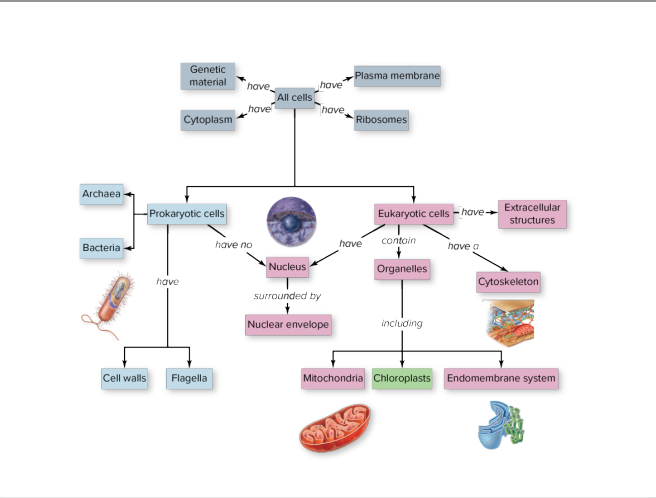 Genetic
material
have
have
Plasma membrane
All cells
Cytoplasm
have
have
Ribosomes
Archaea
Prokaryotic cells
Eukaryotic cells
have
Extracellular
structures
Bacteria
have no
have
contain
have a
Nucleus
Organelles
have
Cytoskeleton
surrounded by
Nuclear envelope
including
Cell walls
Flagella
Mitochondria
Chloroplasts
Endomembrane system